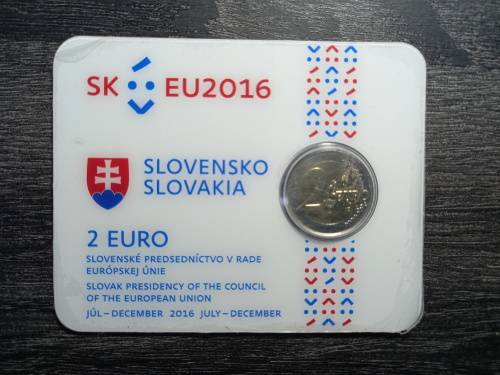 SK EU2016
SLOVENSKO
SLOVAKIA
2 EURO
SLOVENSKÉ PREDSEDNÍCTVO V RADE
EURÓPSKEJ ÚNIE
SLOVAK PRESIDENCY OF THE COUNCIL
OF THE EUROPEAN UNION
JÚL– DECEMBER 2016 JULY – DECEMBER